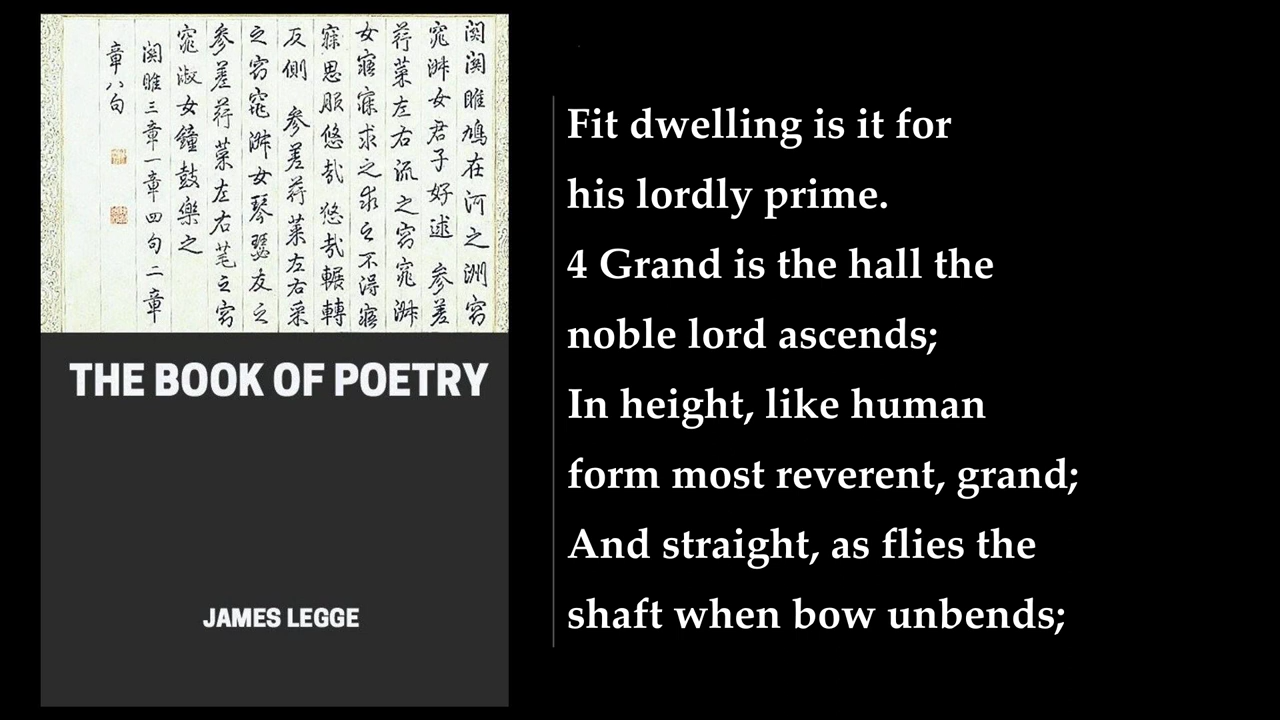 関関雎鳩在河之洲窈
窕淑女君子好逑 参差
荇菜左右流之窈窕淑
女寤寐求之求之不得寤
寐思服悠哉悠哉輾轉
反側 参差荇菜左右采
之窈窕淑女琴瑟友之
参差荇菜左右芼之窈
窕淑女鐘鼓樂之
関雎三章一章四句二章
章八句
THE BOOK OF POETRY
JAMES LEGGE
Fit dwelling is it for
his lordly prime.
4 Grand is the hall the
noble lord ascends;
In height, like human
form most reverent, grand;
And straight, as flies the
shaft when bow unbends;